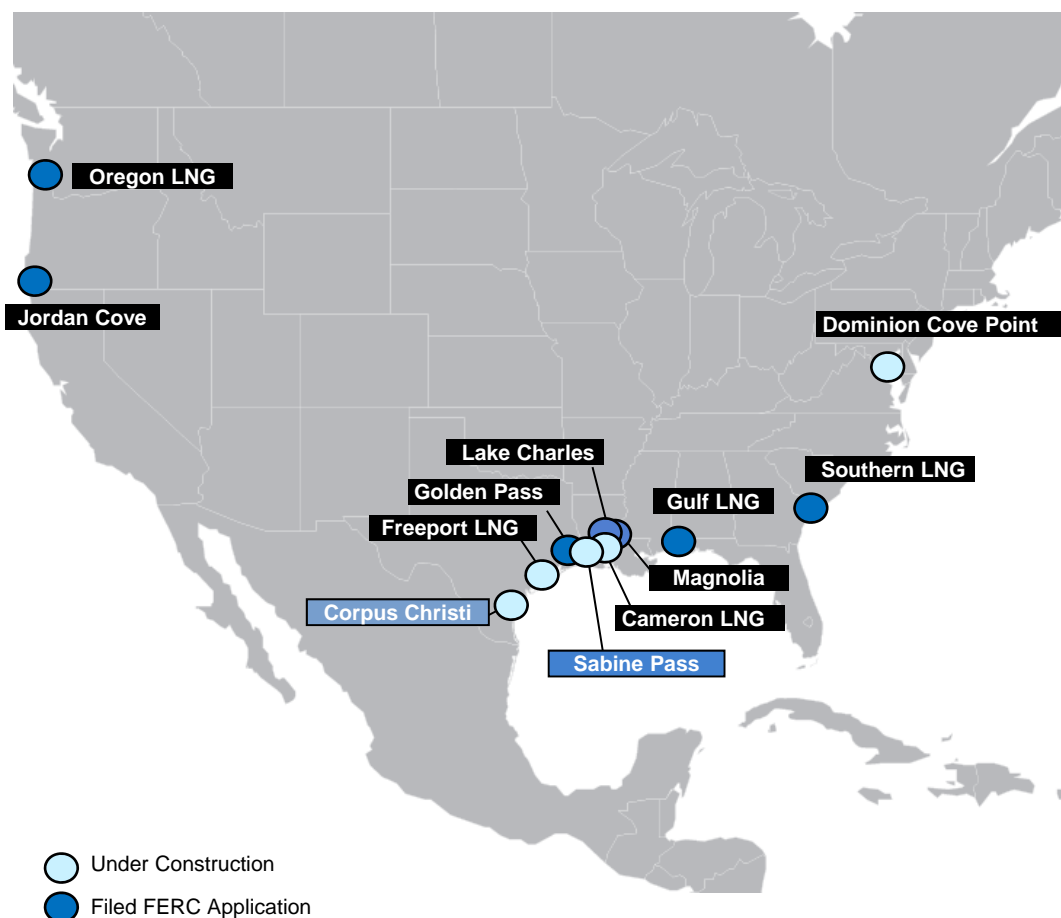 Oregon LNG
Jordan Cove
Dominion Cove Point
Lake Charles
Southern LNG
Golden Pass
Gulf LNG
Freeport LNG
Magnolia
Corpus Christi
Cameron LNG
Sabine Pass
Under Construction
Filed FERC Application